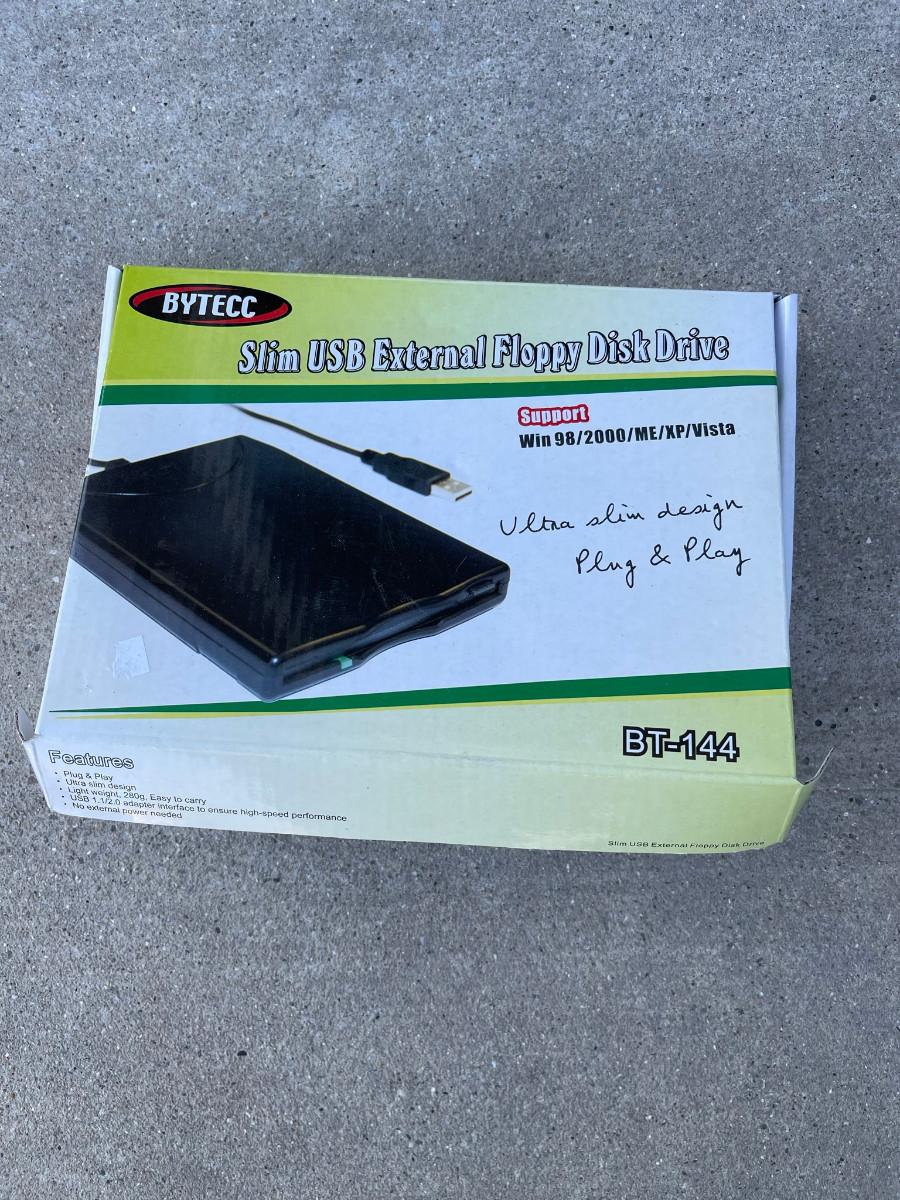 BYTECC
Slim USB External Floppy Disk Drive
Support
Win 98/2000/ME/XP/Vista
Ultra slim design
Plug & Play
BT-144
Features
• Plug & Play
• Ultra slim design
• Light weight, 280g, Easy to carry
• USB 1.1/2.0 adapter interface to ensure high-speed performance
• No external power needed
Slim USB External Floppy Disk Drive